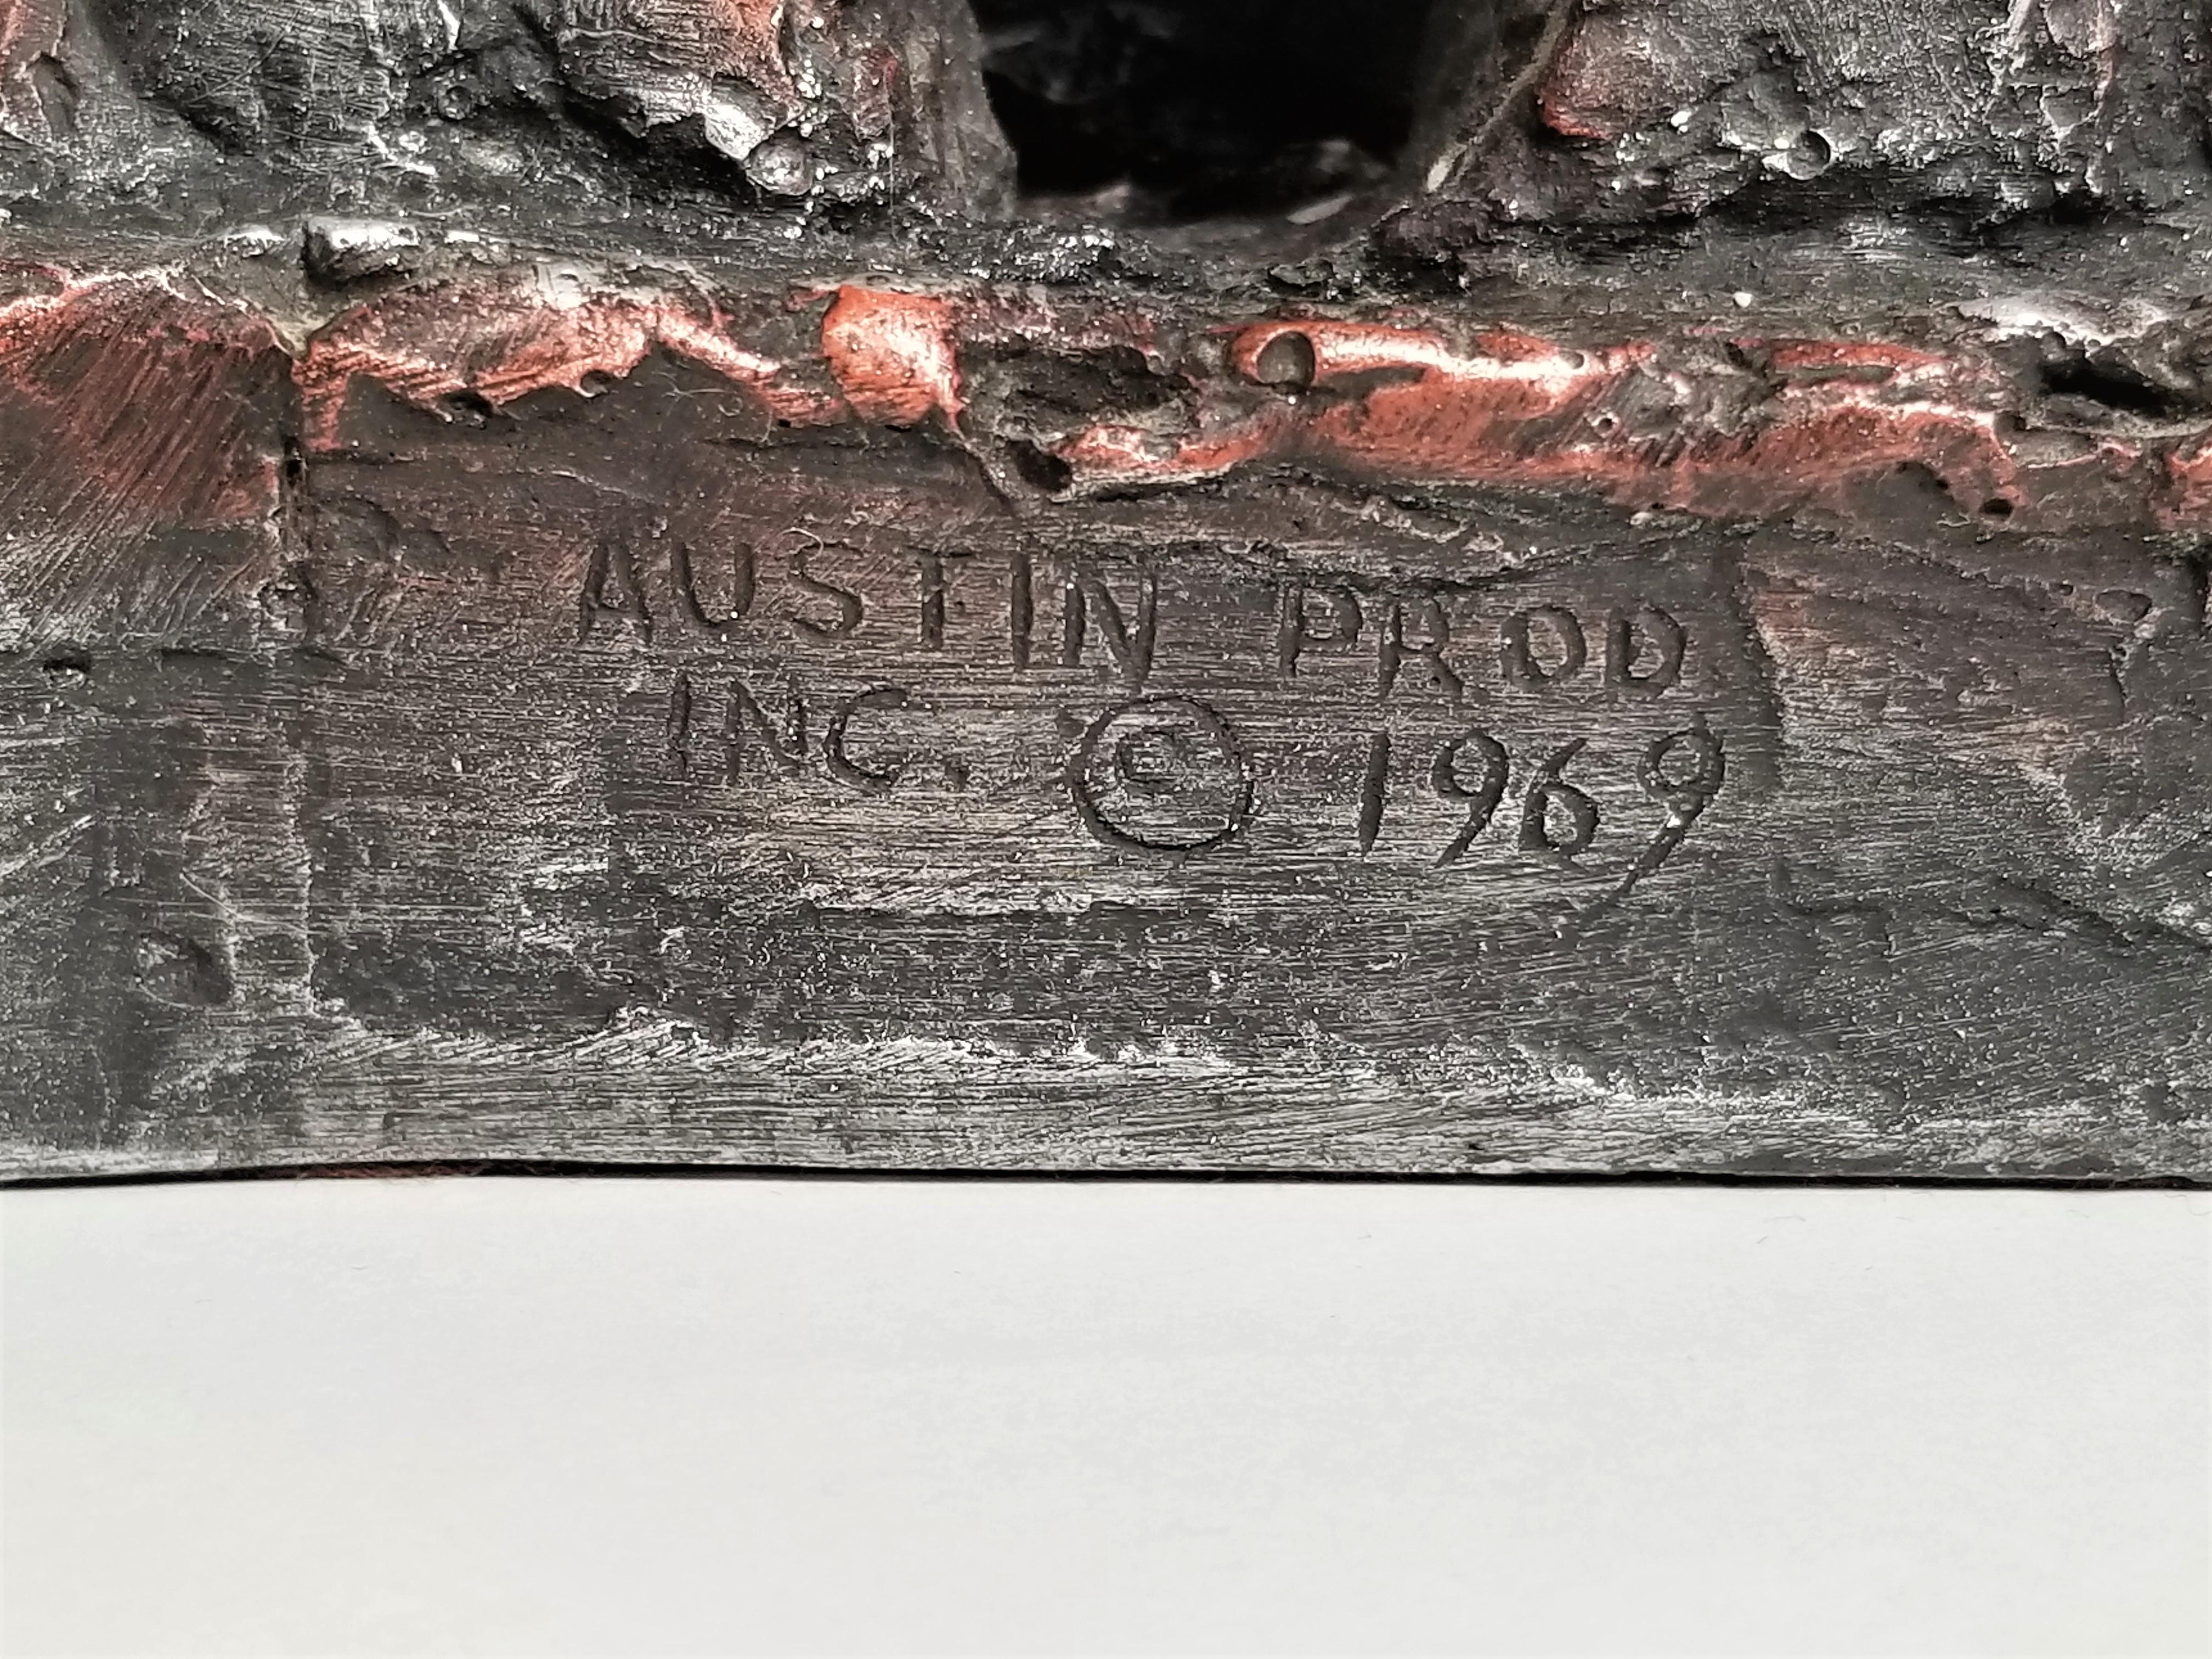 AUSTIN PROD
INC. © 1969